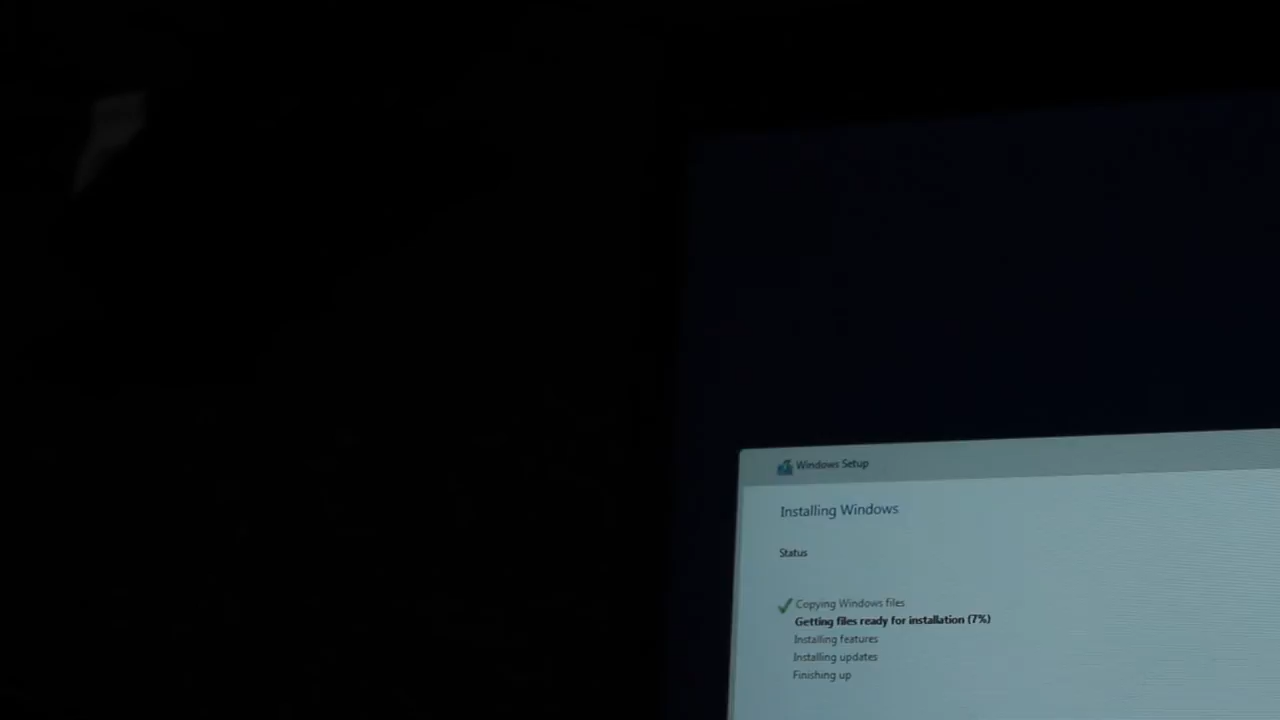 Windows Setup
Installing Windows
Status
Copying Windows files
Getting files ready for installation (7%)
Installing features
Installing updates
Finishing up